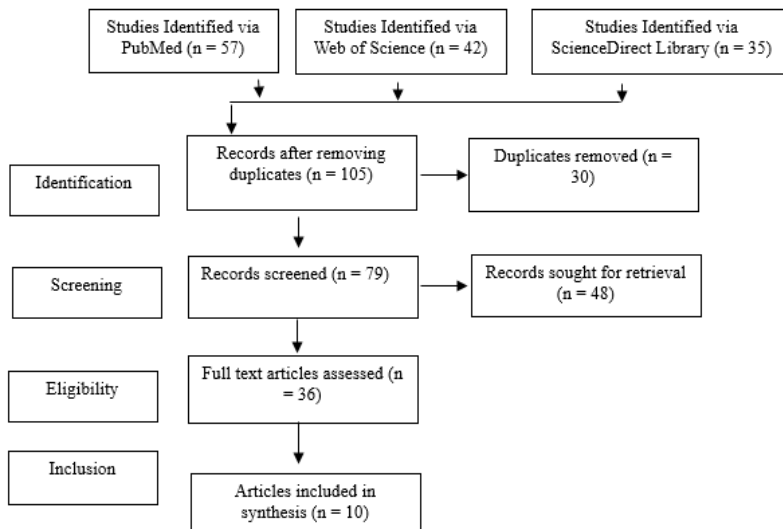 Studies Identified via
PubMed (n = 57)
Studies Identified via
Web of Science (n = 42)
Studies Identified via
ScienceDirect Library (n = 35)
Identification
Records after removing
duplicates (n = 105)
Duplicates removed (n =
30)
Screening
Records screened (n = 79)
Records sought for retrieval
(n = 48)
Eligibility
Full text articles assessed (n
= 36)
Inclusion
Articles included in
synthesis (n = 10)